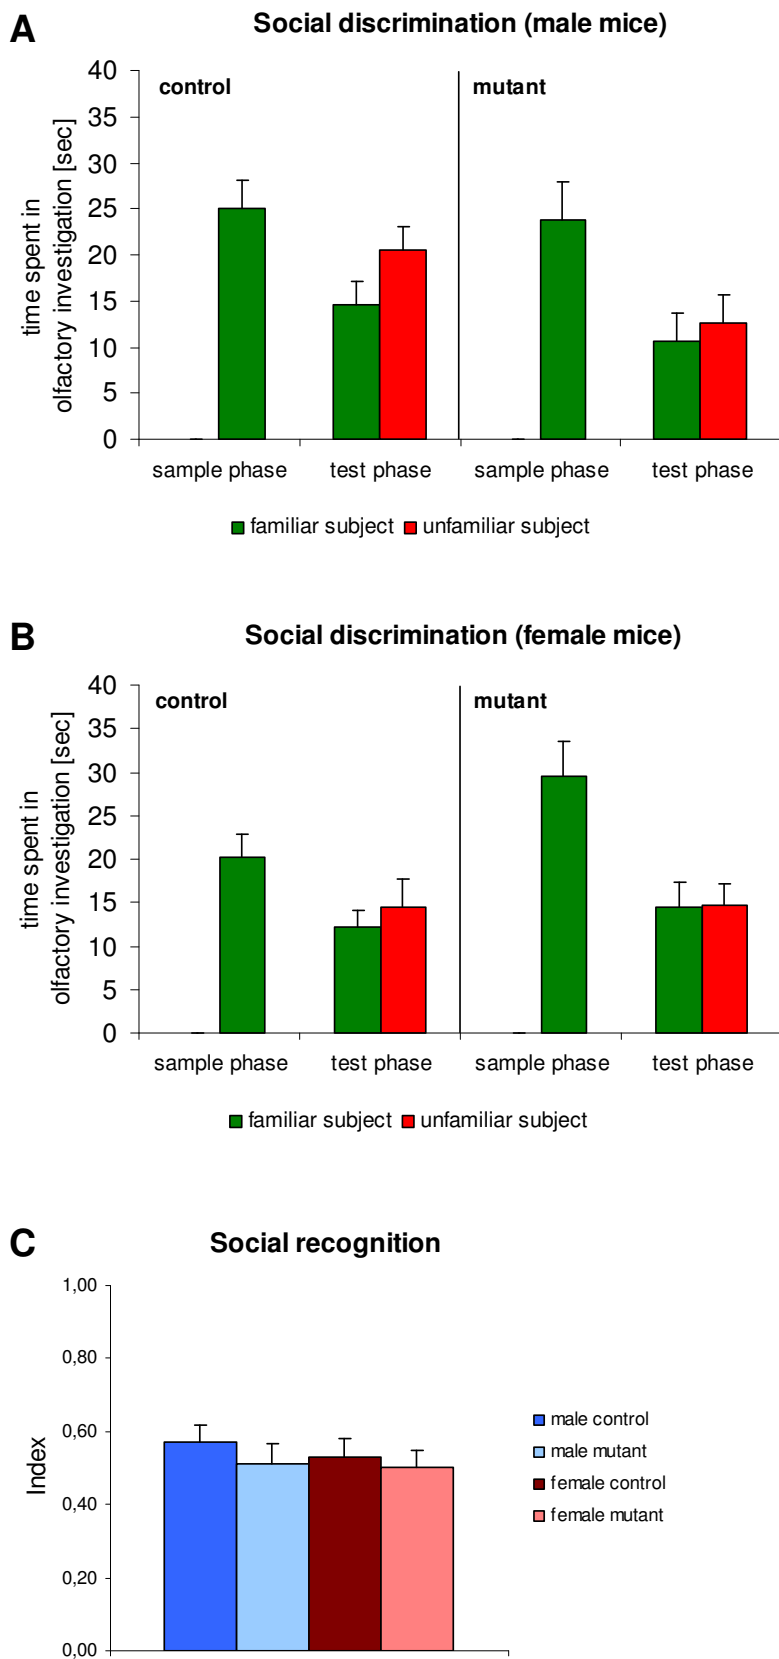 A
Social discrimination (male mice)
time spent in
olfactory investigation [sec]
40
35
30
25
20
15
10
5
0
control
mutant
sample phase
test phase
sample phase
test phase
familiar subject
unfamiliar subject
B
Social discrimination (female mice)
time spent in
olfactory investigation [sec]
40
35
30
25
20
15
10
5
0
control
mutant
sample phase
test phase
sample phase
test phase
familiar subject
unfamiliar subject
C
Social recognition
Index
1,00
0,80
0,60
0,40
0,20
0,00
male control
male mutant
female control
female mutant